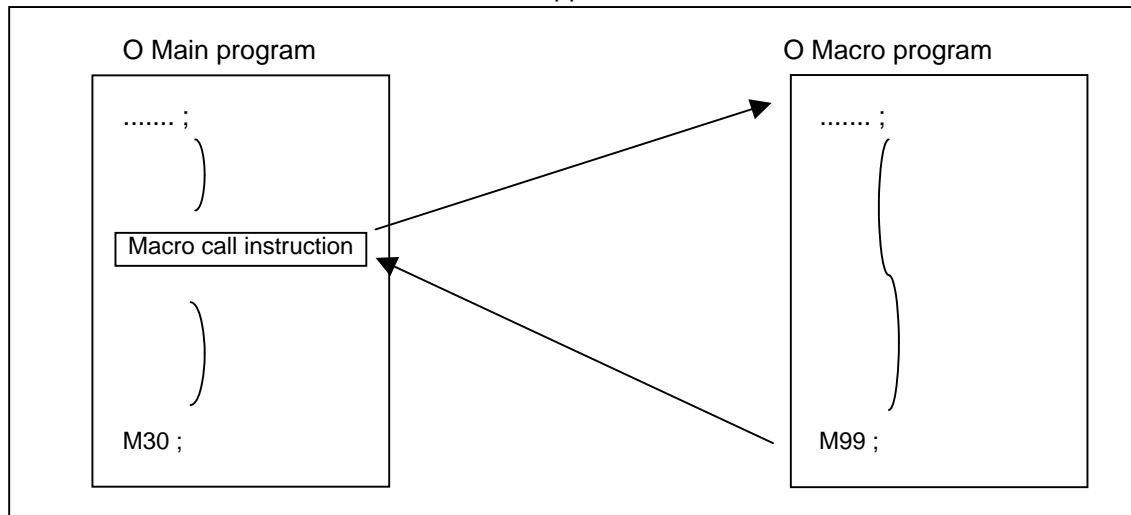 O Main program
....... ;
Macro call instruction
M30 ;
O Macro program
....... ;
M99 ;